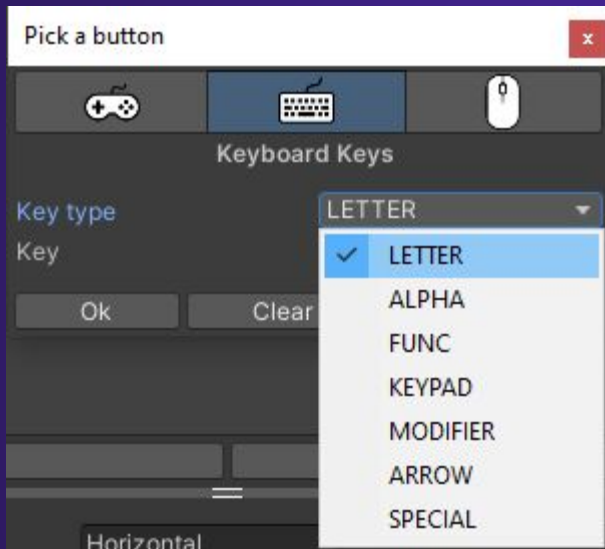 Pick a button
x
Keyboard Keys
Key type
LETTER
Key
LETTER
ALPHA
FUNC
KEYPAD
MODIFIER
ARROW
SPECIAL
Ok
Clear
Horizontal